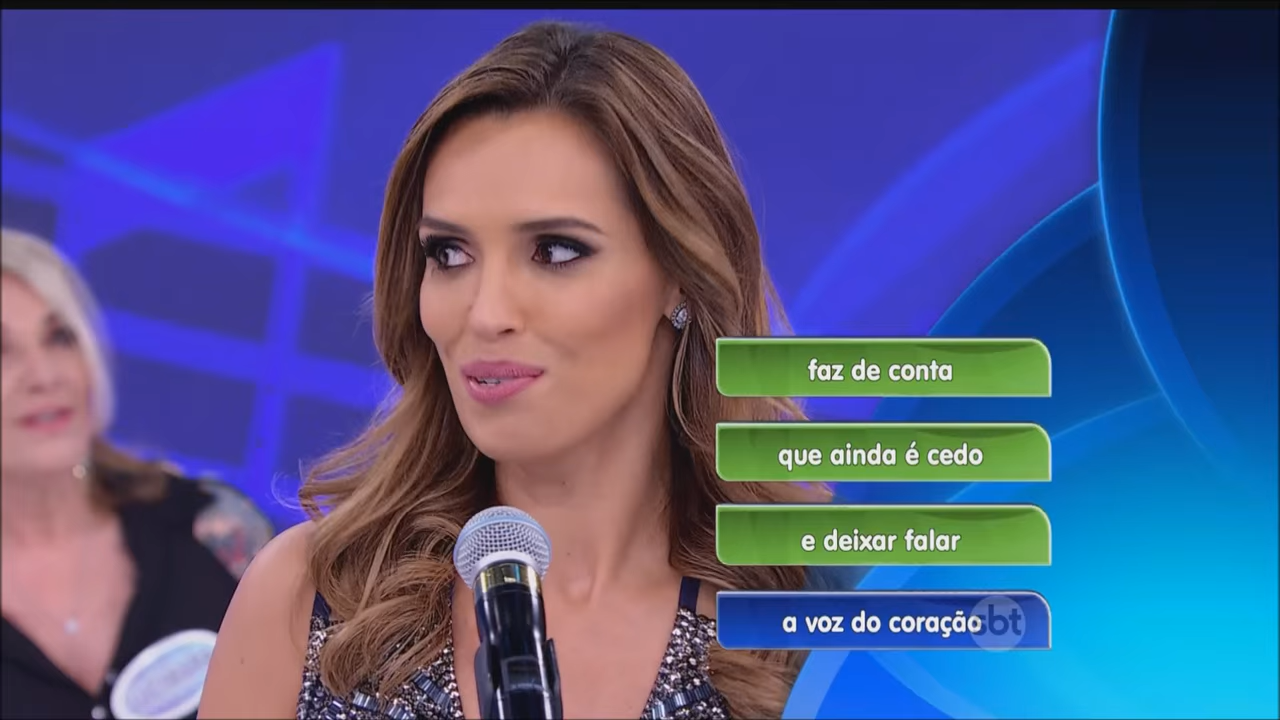 faz de conta
que ainda é cedo
e deixar falar
a voz do coração
sbt